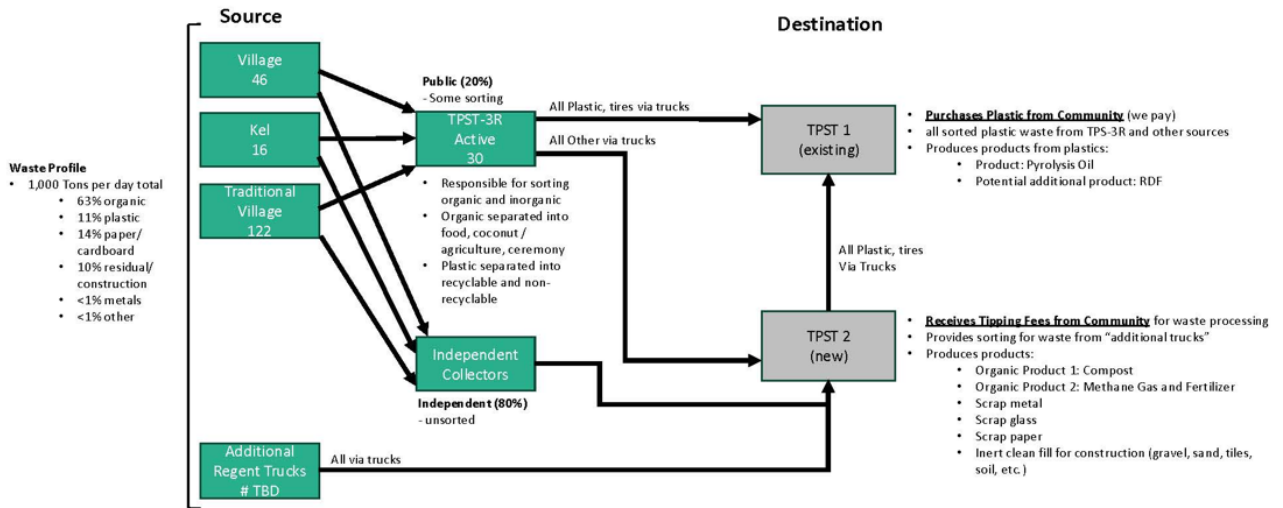 Source
Destination
Waste Profile
• 1,000 Tons per day total
• 63% organic
• 11% plastic
• 14% paper/
cardboard
• 10% residual/
construction
• <1% metals
• <1% other
Village
46
Kel
16
Traditional
Village
122
Additional
Regent Trucks
# TBD
Public (20%)
- Some sorting
TPST-3R
Active
30
• Responsible for sorting
organic and inorganic
• Organic separated into
food, coconut /
agriculture, ceremony
• Plastic separated into
recyclable and non-
recyclable
Independent
Collectors
Independent (80%)
- unsorted
All via trucks
All Plastic, tires via trucks
All Other via trucks
TPST 1
(existing)
All Plastic, tires
Via Trucks
TPST 2
(new)
• Purchases Plastic from Community (we pay)
• all sorted plastic waste from TPS-3R and other sources
• Produces products from plastics:
• Product: Pyrolysis Oil
• Potential additional product: RDF
• Receives Tipping Fees from Community for waste processing
• Provides sorting for waste from “additional trucks”
• Produces products:
• Organic Product 1: Compost
• Organic Product 2: Methane Gas and Fertilizer
• Scrap metal
• Scrap glass
• Scrap paper
• Inert clean fill for construction (gravel, sand, tiles,
soil, etc.)